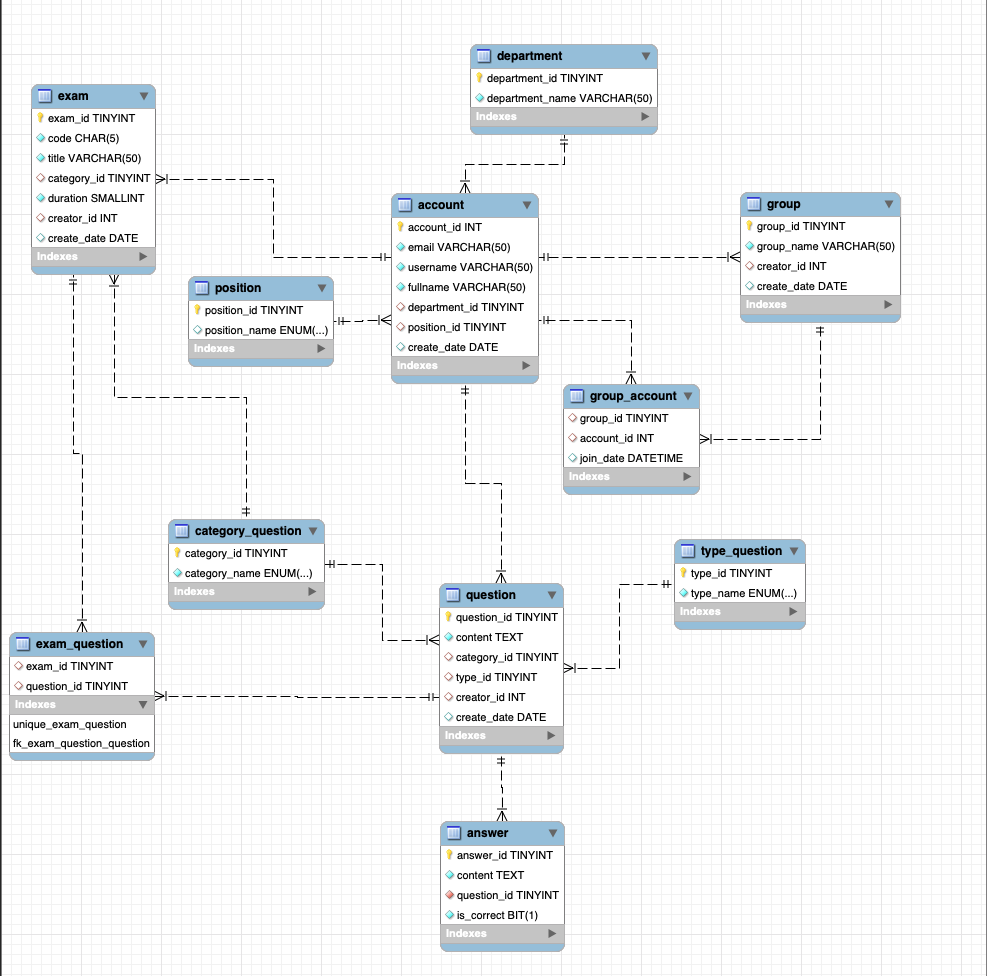 department
department_id TINYINT
department_name VARCHAR(50)
Indexes
exam
exam_id TINYINT
code CHAR(5)
title VARCHAR(50)
category_id TINYINT
duration SMALLINT
creator_id INT
create_date DATE
Indexes
account
account_id INT
email VARCHAR(50)
username VARCHAR(50)
fullname VARCHAR(50)
department_id TINYINT
position_id TINYINT
create_date DATE
Indexes
group
group_id TINYINT
group_name VARCHAR(50)
creator_id INT
create_date DATE
Indexes
position
position_id TINYINT
position_name ENUM(...)
Indexes
group_account
group_id TINYINT
account_id INT
join_date DATETIME
Indexes
category_question
category_id TINYINT
category_name ENUM(...)
Indexes
type_question
type_id TINYINT
type_name ENUM(...)
Indexes
question
question_id TINYINT
content TEXT
category_id TINYINT
type_id TINYINT
creator_id INT
create_date DATE
Indexes
exam_question
exam_id TINYINT
question_id TINYINT
Indexes
unique_exam_question
fk_exam_question_question
answer
answer_id TINYINT
content TEXT
question_id TINYINT
is_correct BIT(1)
Indexes